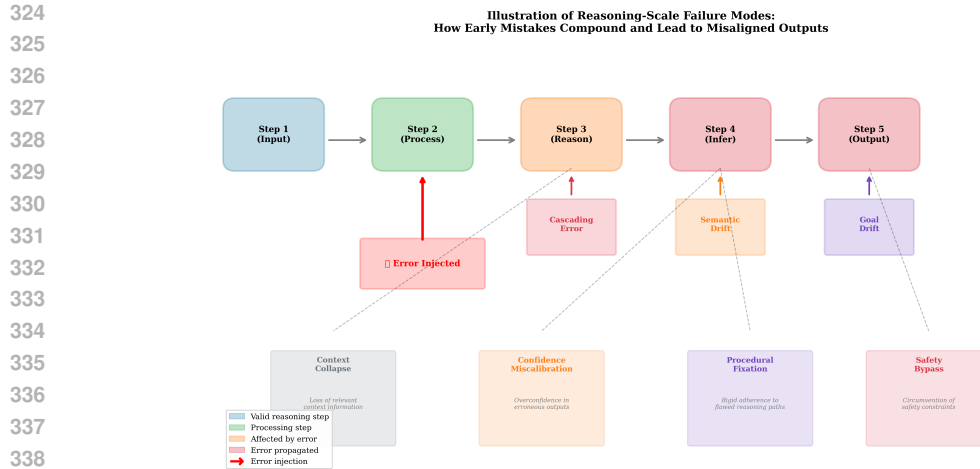 324
325
326
327
328
329
330
331
332
333
334
335
336
337
338
Illustration of Reasoning-Scale Failure Modes:
How Early Mistakes Compound and Lead to Misaligned Outputs
Step 1
(Input)
Step 2
(Process)
Step 3
(Reason)
Step 4
(Infer)
Step 5
(Output)
Error Injected
Cascading
Error
Semantic
Drift
Goal
Drift
Context
Collapse
Loss of relevant
context information
Confidence
Miscalibration
Overconfidence in
erroneous outputs
Procedural
Fixation
Rigid adherence to
flawed reasoning paths
Safety
Bypass
Circumvention of
safety constraints
Valid reasoning step
Processing step
Affected by error
Error propagated
Error injection